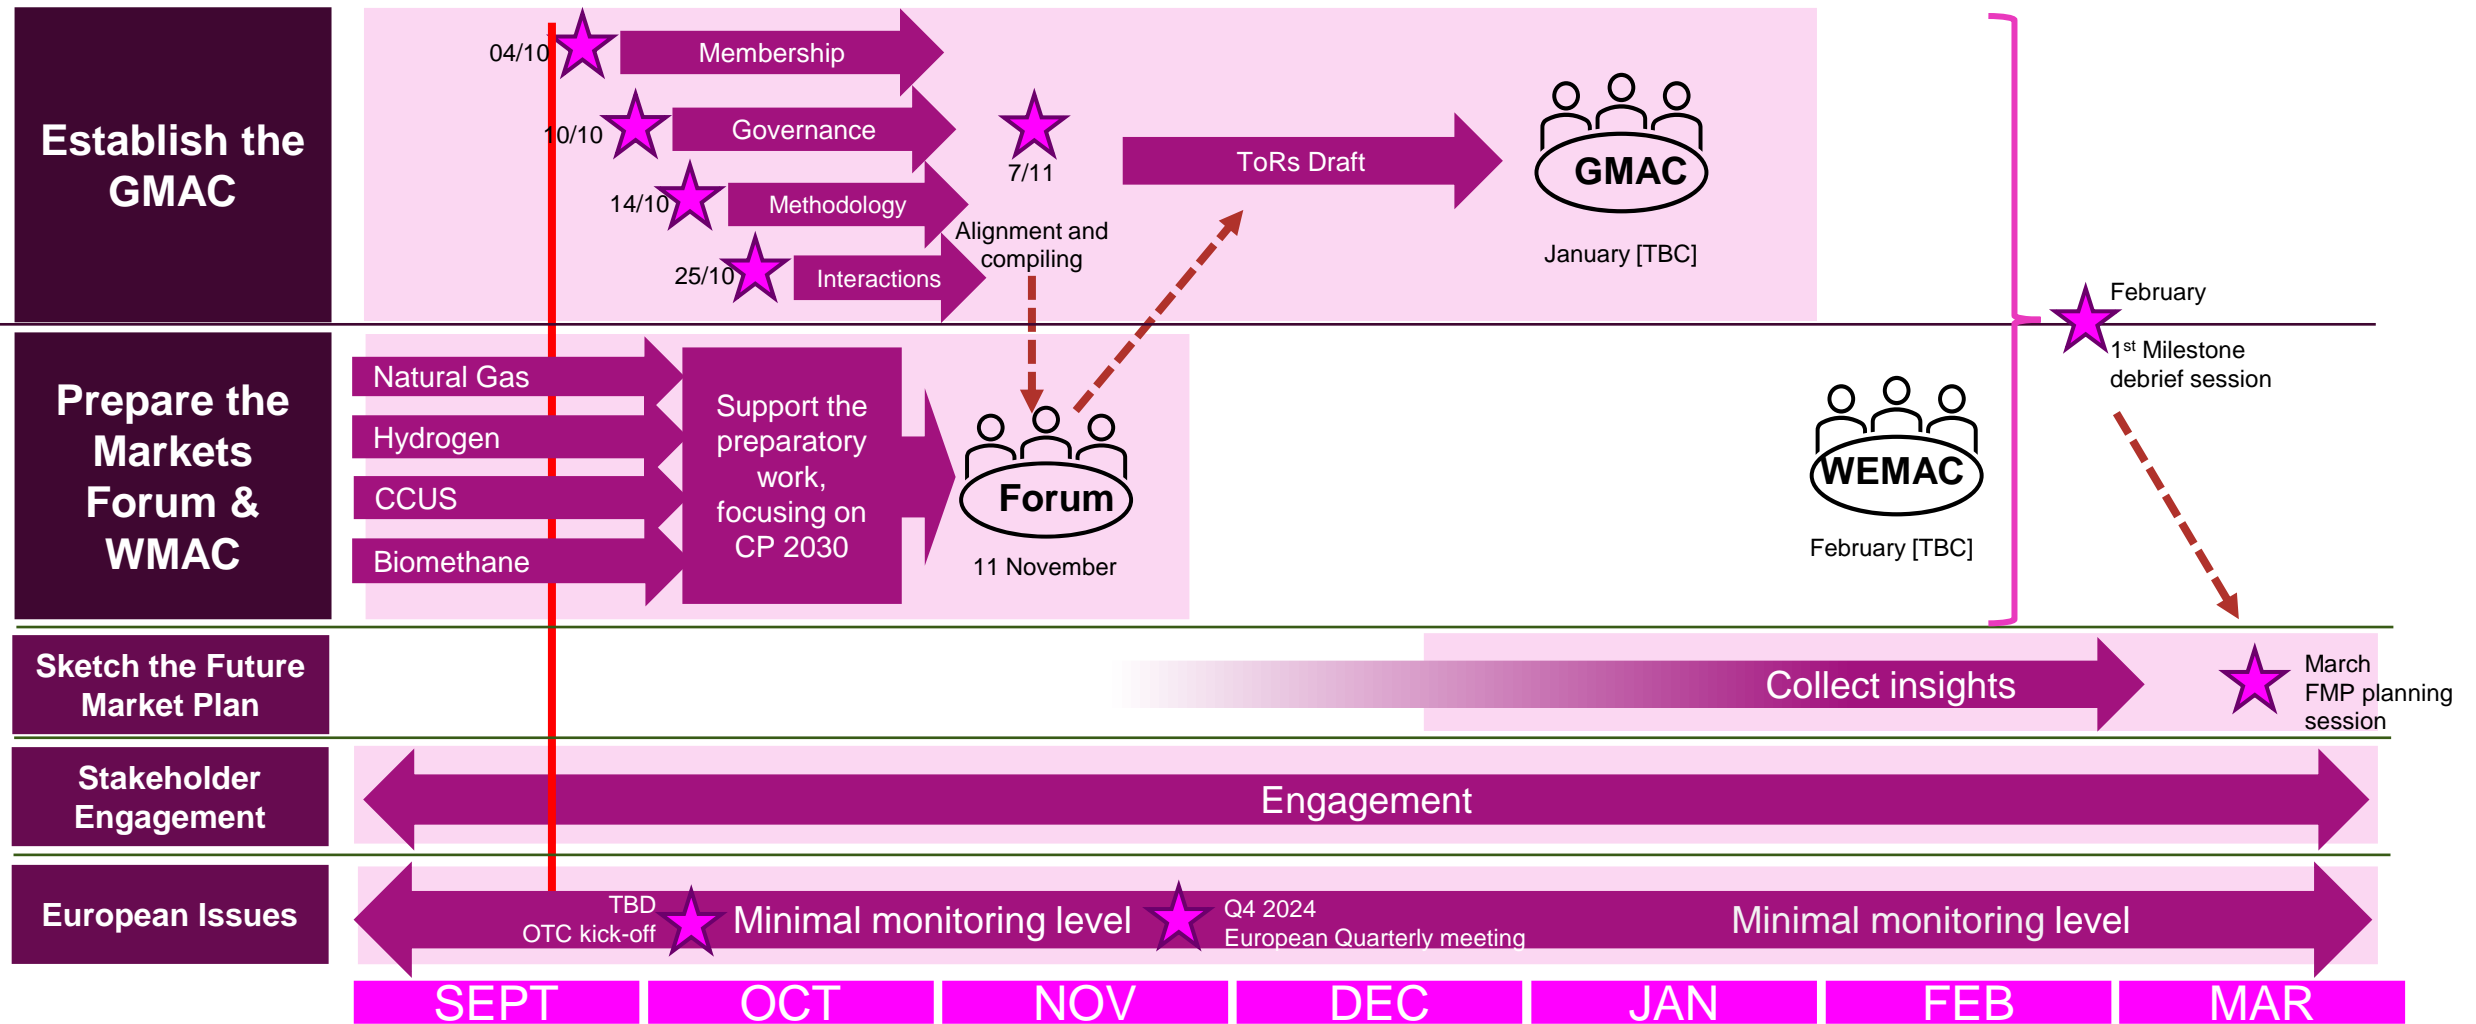 Establish the
GMAC
04/10
Membership
10/10
Governance
14/10
Methodology
25/10
Interactions
7/11
Alignment and
compiling
ToRs Draft
GMAC
January [TBC]
February
1st Milestone
debrief session
Prepare the
Markets
Forum &
WMAC
Natural Gas
Hydrogen
CCUS
Biomethane
Support the
preparatory
work,
focusing on
CP 2030
Forum
11 November
WEMAC
February [TBC]
Sketch the Future
Market Plan
Collect insights
March
FMP planning
session
Stakeholder
Engagement
Engagement
European Issues
TBD
OTC kick-off
Minimal monitoring level
Q4 2024
European Quarterly meeting
Minimal monitoring level
SEPT
OCT
NOV
DEC
JAN
FEB
MAR